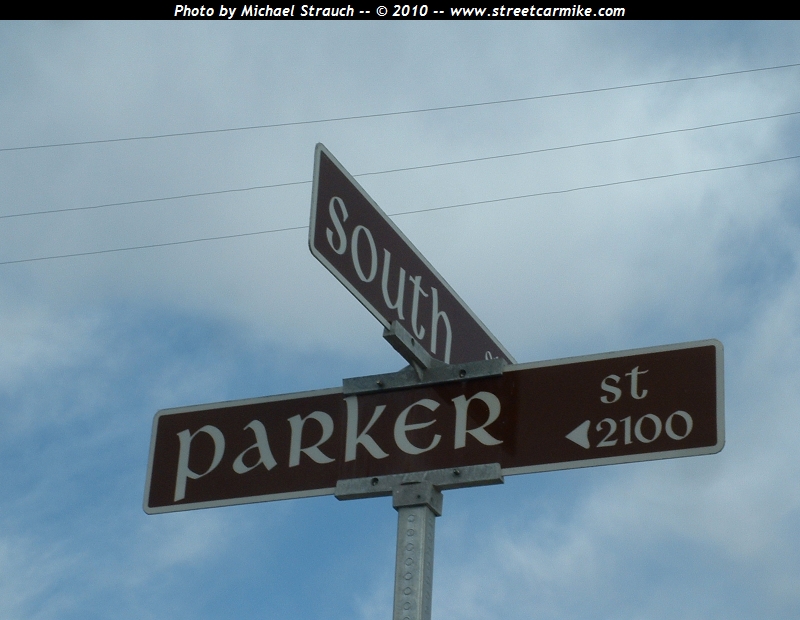 Photo by Michael Strauch -- © 2010 -- www.streetcarmike.com
SOUTH
PARKER ST
2100